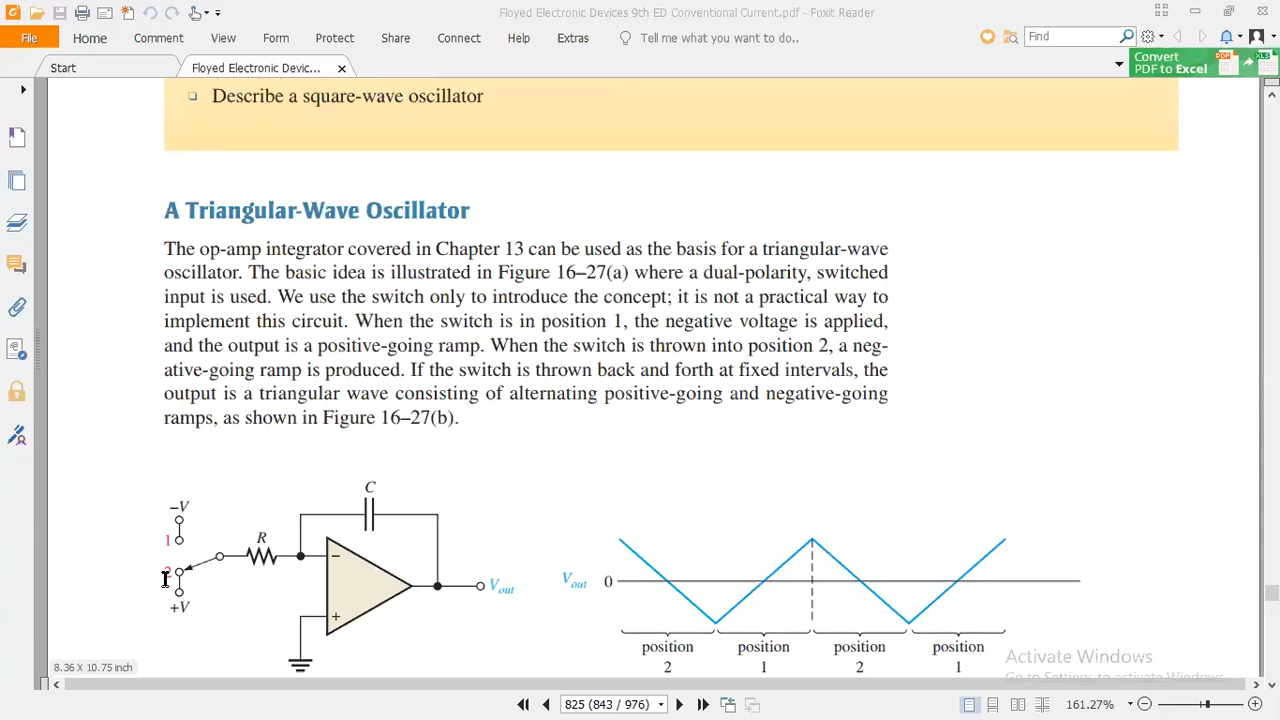 Floyed Electronic Devices 9th ED Conventional Current.pdf - Foxit Reader
File Home Comment View Form Protect Share Connect Help Extras Tell me what you want to do.. Find
Start Floyed Electronic Devic... Convert PDF to Excel
Describe a square-wave oscillator
A Triangular-Wave Oscillator
The op-amp integrator covered in Chapter 13 can be used as the basis for a triangular-wave
oscillator. The basic idea is illustrated in Figure 16–27(a) where a dual-polarity, switched
input is used. We use the switch only to introduce the concept; it is not a practical way to
implement this circuit. When the switch is in position 1, the negative voltage is applied,
and the output is a positive-going ramp. When the switch is thrown into position 2, a neg-
ative-going ramp is produced. If the switch is thrown back and forth at fixed intervals, the
output is a triangular wave consisting of alternating positive-going and negative-going
ramps, as shown in Figure 16–27(b).
C
−V
1
R
2
+V
−
+
Vout
Vout 0
position position position position
2 1 2 1
Activate Windows
Go to Settings to activate Windows.
8.36 X 10.75 inch
825 (843 / 976) 161.27%